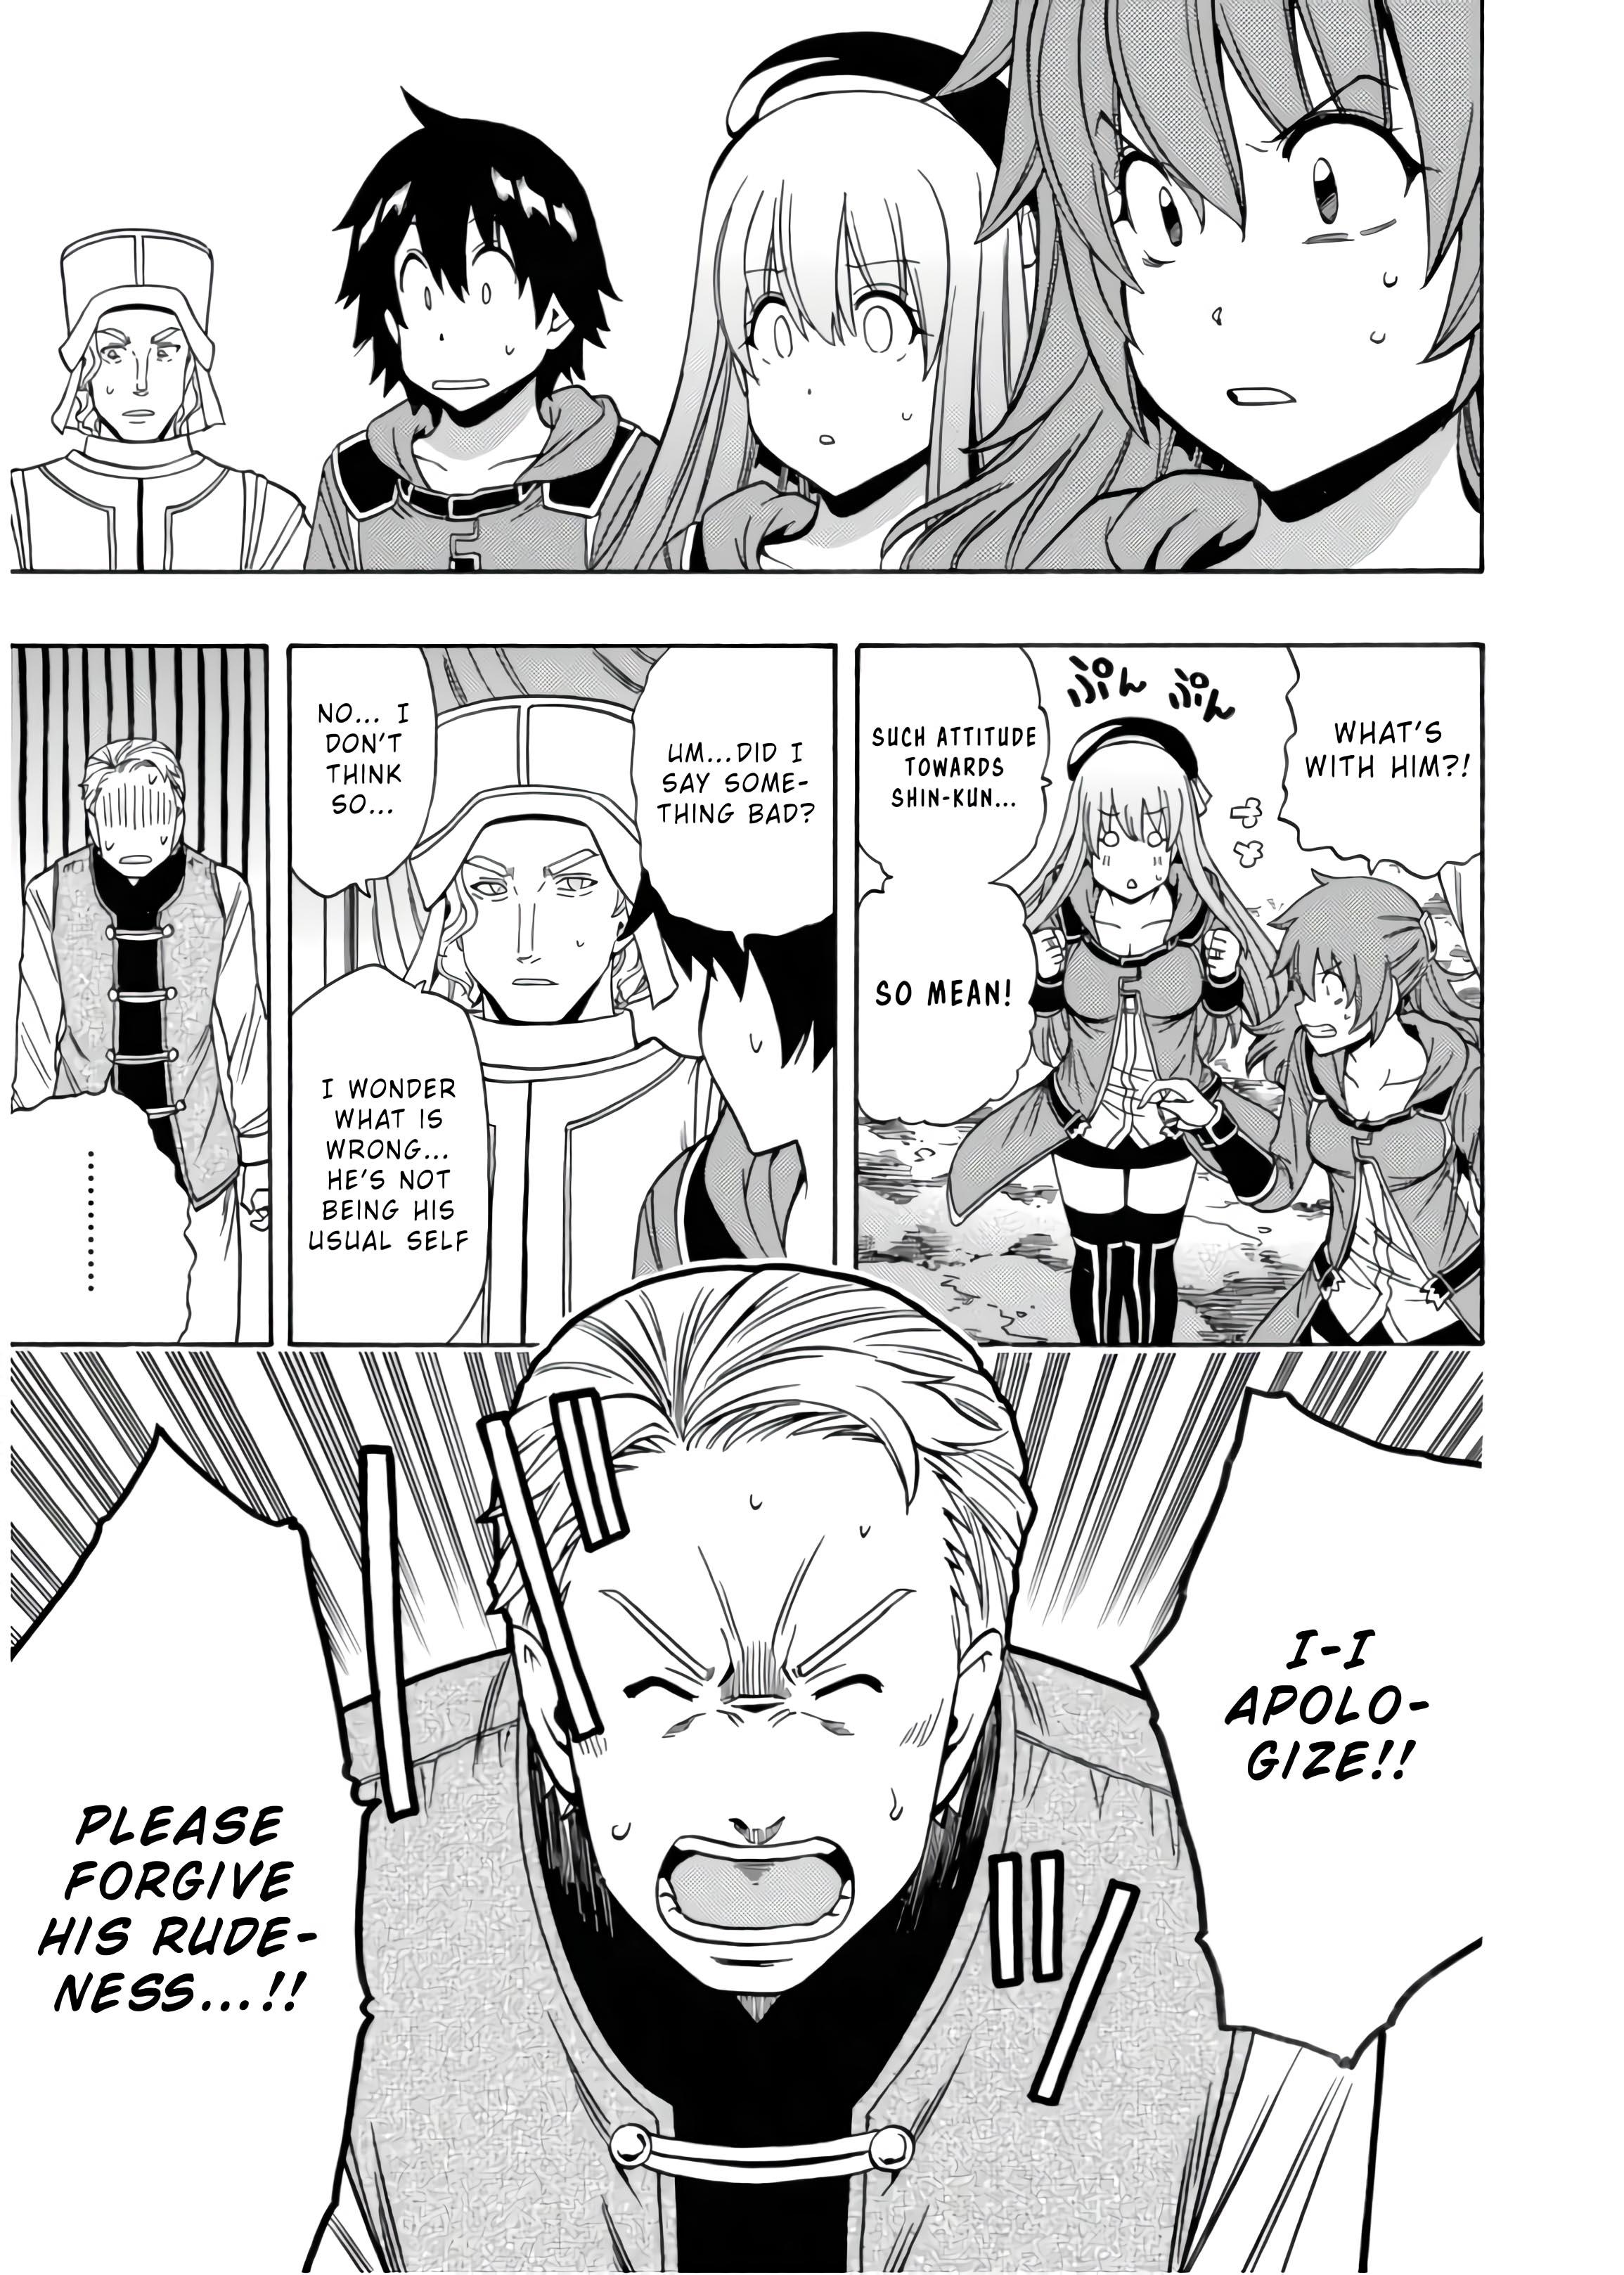 WHAT'S
WITH HIM?!
ぷん ぷん
SUCH ATTITUDE
TOWARDS
SHIN-KUN...
SO MEAN!
UM...DID I
SAY SOME-
THING BAD?
NO... I
DON'T
THINK
SO...
I WONDER
WHAT IS
WRONG...
HE'S NOT
BEING HIS
USUAL SELF
..........
I-I
APOLO-
GIZE!!
PLEASE
FORGIVE
HIS RUDE-
NESS...!!